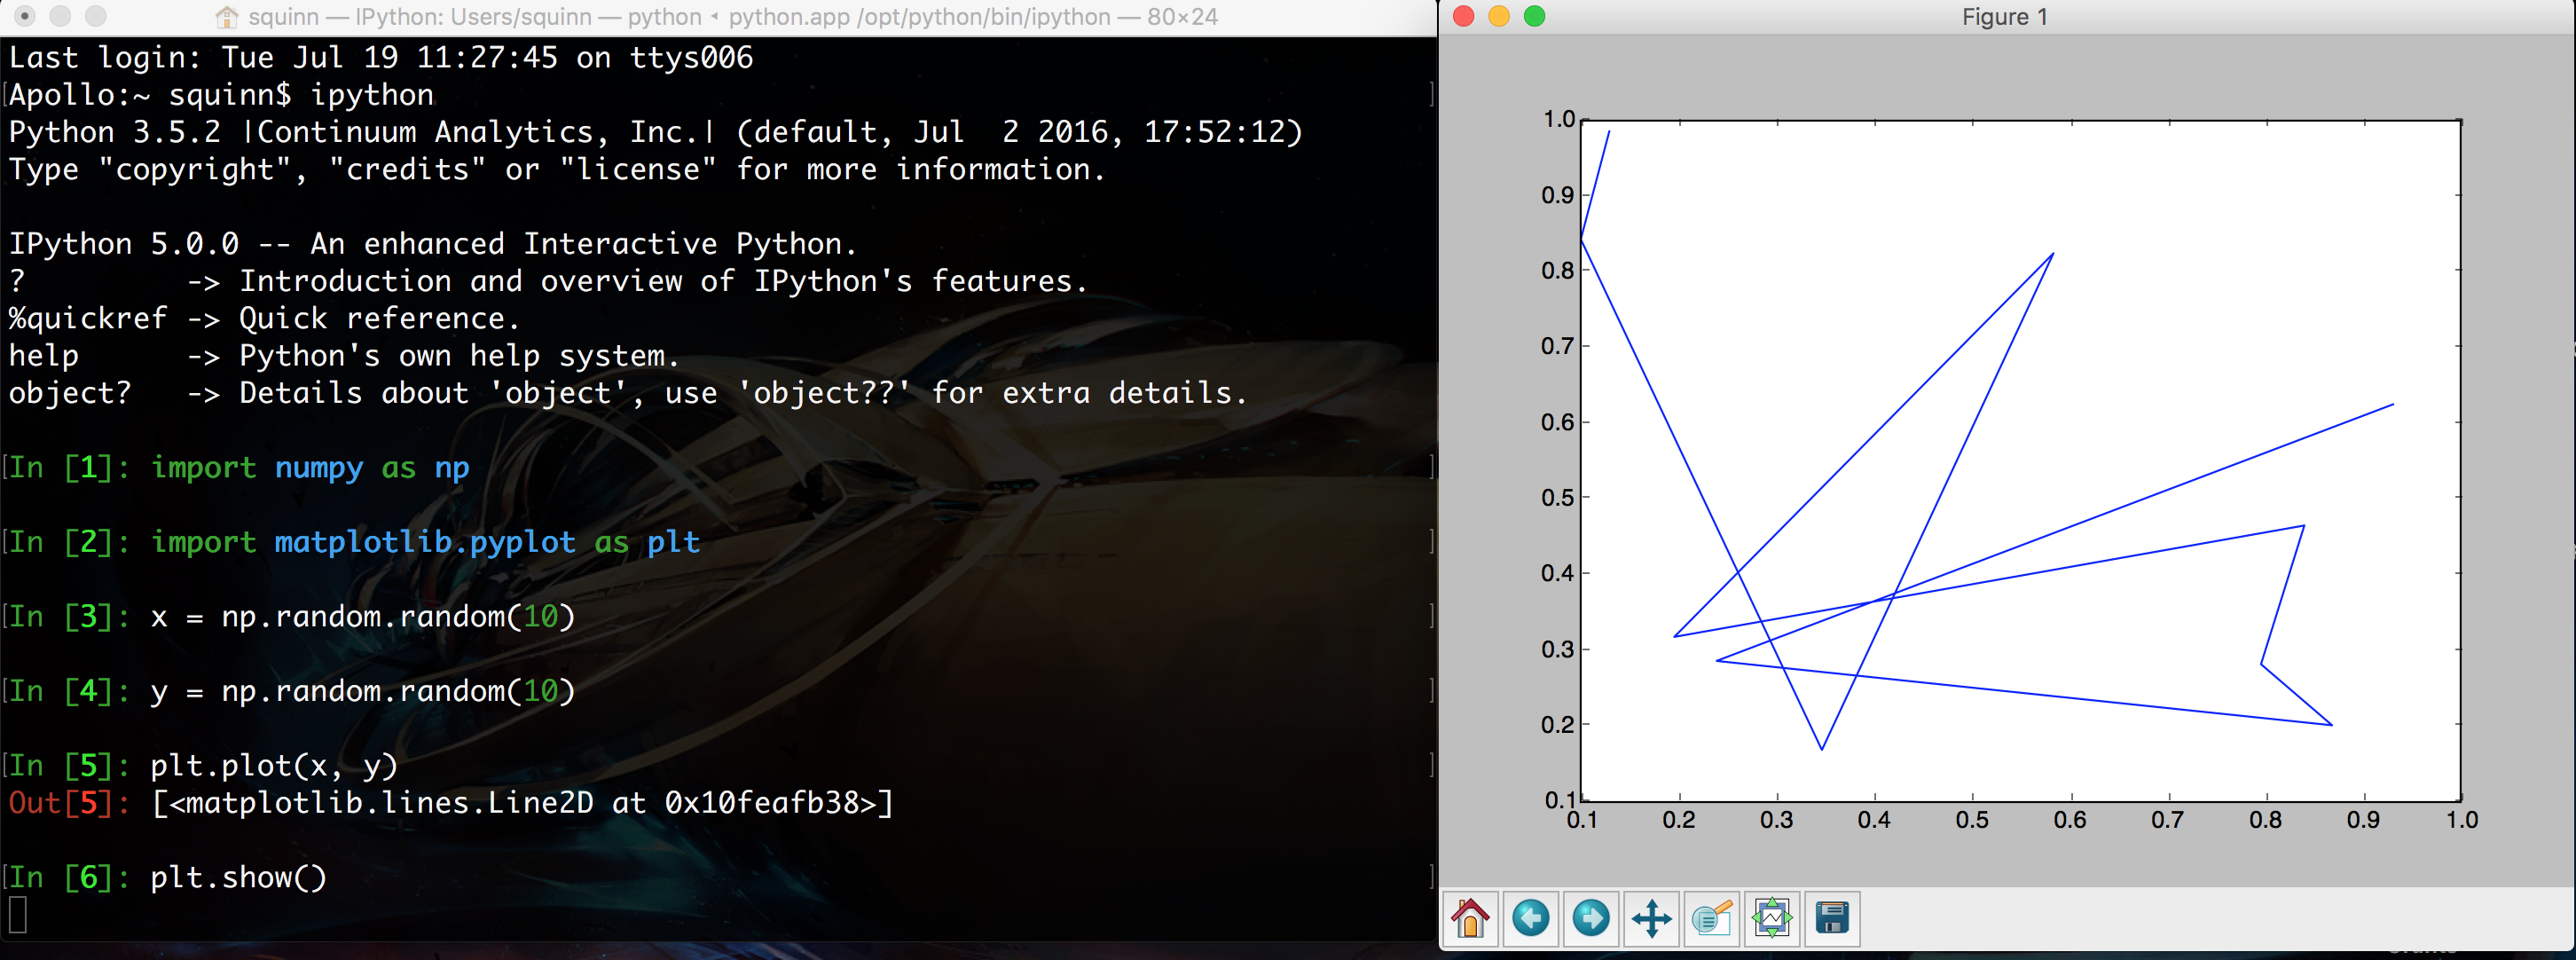 squinn — IPython: Users/squinn — python ◂ python.app /opt/python/bin/ipython — 80×24
Last login: Tue Jul 19 11:27:45 on ttys006
Apollo:~ squinn$ ipython
Python 3.5.2 |Continuum Analytics, Inc.| (default, Jul  2 2016, 17:52:12)
Type "copyright", "credits" or "license" for more information.
IPython 5.0.0 -- An enhanced Interactive Python.
?         -> Introduction and overview of IPython's features.
%quickref -> Quick reference.
help      -> Python's own help system.
object?   -> Details about 'object', use 'object??' for extra details.
In [1]: import numpy as np
In [2]: import matplotlib.pyplot as plt
In [3]: x = np.random.random(10)
In [4]: y = np.random.random(10)
In [5]: plt.plot(x, y)
Out[5]: [<matplotlib.lines.Line2D at 0x10feafb38>]
In [6]: plt.show()
Figure 1
1.0
0.9
0.8
0.7
0.6
0.5
0.4
0.3
0.2
0.1
0.1 0.2 0.3 0.4 0.5 0.6 0.7 0.8 0.9 1.0